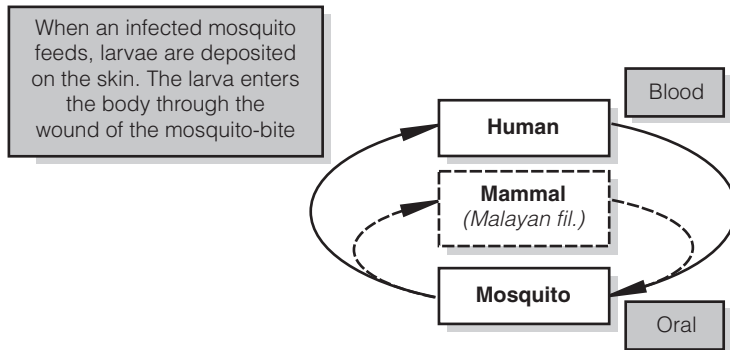 When an infected mosquito
feeds, larvae are deposited
on the skin. The larva enters
the body through the
wound of the mosquito-bite
Blood
Human
Mammal
(Malayan fil.)
Mosquito
Oral